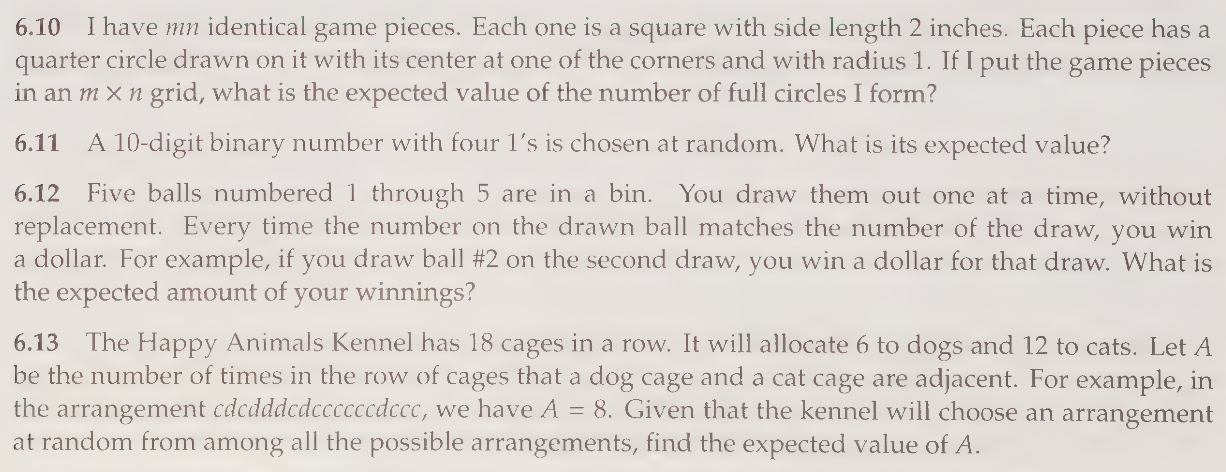 6.10 I have mn identical game pieces. Each one is a square with side length 2 inches. Each piece has a
quarter circle drawn on it with its center at one of the corners and with radius 1. If I put the game pieces
in an m × n grid, what is the expected value of the number of full circles I form?
6.11 A 10-digit binary number with four 1's is chosen at random. What is its expected value?
6.12 Five balls numbered 1 through 5 are in a bin. You draw them out one at a time, without
replacement. Every time the number on the drawn ball matches the number of the draw, you win
a dollar. For example, if you draw ball #2 on the second draw, you win a dollar for that draw. What is
the expected amount of your winnings?
6.13 The Happy Animals Kennel has 18 cages in a row. It will allocate 6 to dogs and 12 to cats. Let A
be the number of times in the row of cages that a dog cage and a cat cage are adjacent. For example, in
the arrangement cdcdddcdccccccdccc, we have A = 8. Given that the kennel will choose an arrangement
at random from among all the possible arrangements, find the expected value of A.